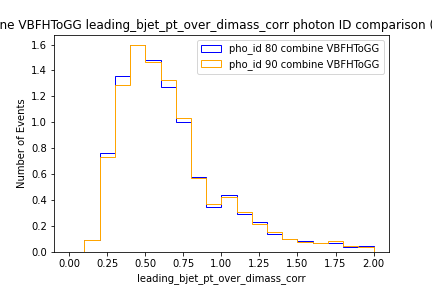 ne VBFHToGG leading_bjet_pt_over_dimass_corr photon ID comparison (
pho_id 80 combine VBFHToGG
pho_id 90 combine VBFHToGG
Number of Events
1.6
1.4
1.2
1.0
0.8
0.6
0.4
0.2
0.0
0.00 0.25 0.50 0.75 1.00 1.25 1.50 1.75 2.00
leading_bjet_pt_over_dimass_corr